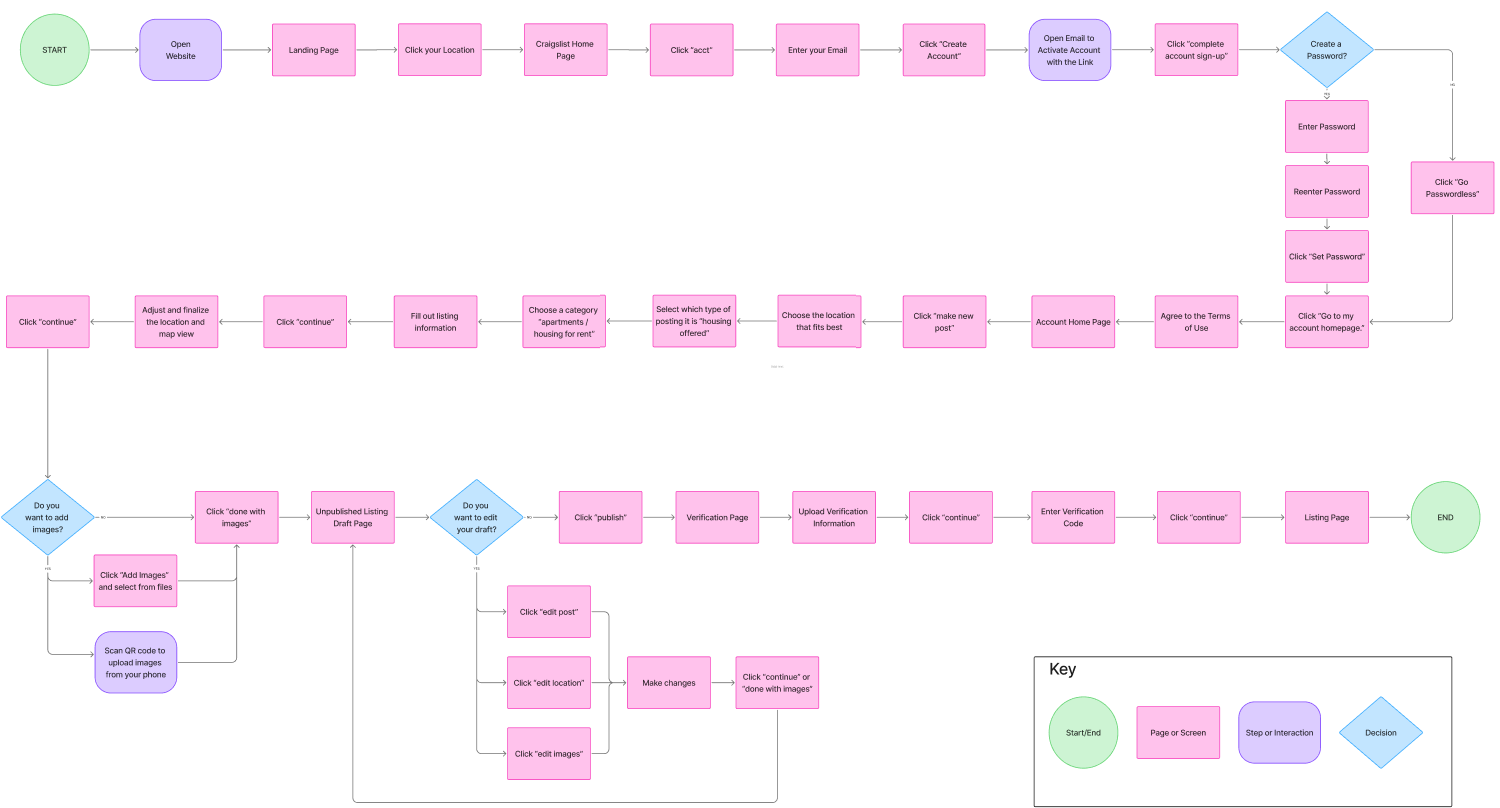 START
Open
Website
Landing Page
Click your Location
Craigslist Home
Page
Click “acct”
Enter your Email
Click “Create
Account”
Open Email to
Activate Account
with the Link
Click “complete
account sign-up”
Create a
Password?
YES
NO
Enter Password
Reenter Password
Click “Set Password”
Click “Go
Passwordless”
Click “Go to my
account homepage.”
Agree to the Terms
of Use
Account Home Page
Click “make new
post”
Choose the location
that fits best
Select which type of
posting it is “housing
offered”
Choose a category
“apartments /
housing for rent”
Fill out listing
information
Click “continue”
Adjust and finalize
the location and
map view
Click “continue”
Do you
want to add
images?
NO
YES
Click “Add Images”
and select from files
Scan QR code to
upload images
from your phone
Click “done with
images”
Unpublished Listing
Draft Page
Do you
want to edit
your draft?
NO
YES
Click “edit post”
Click “edit location”
Click “edit images”
Make changes
Click “continue” or
“done with images”
Click “publish”
Verification Page
Upload Verification
Information
Click “continue”
Enter Verification
Code
Click “continue”
Listing Page
END
Key
Start/End
Page or Screen
Step or Interaction
Decision